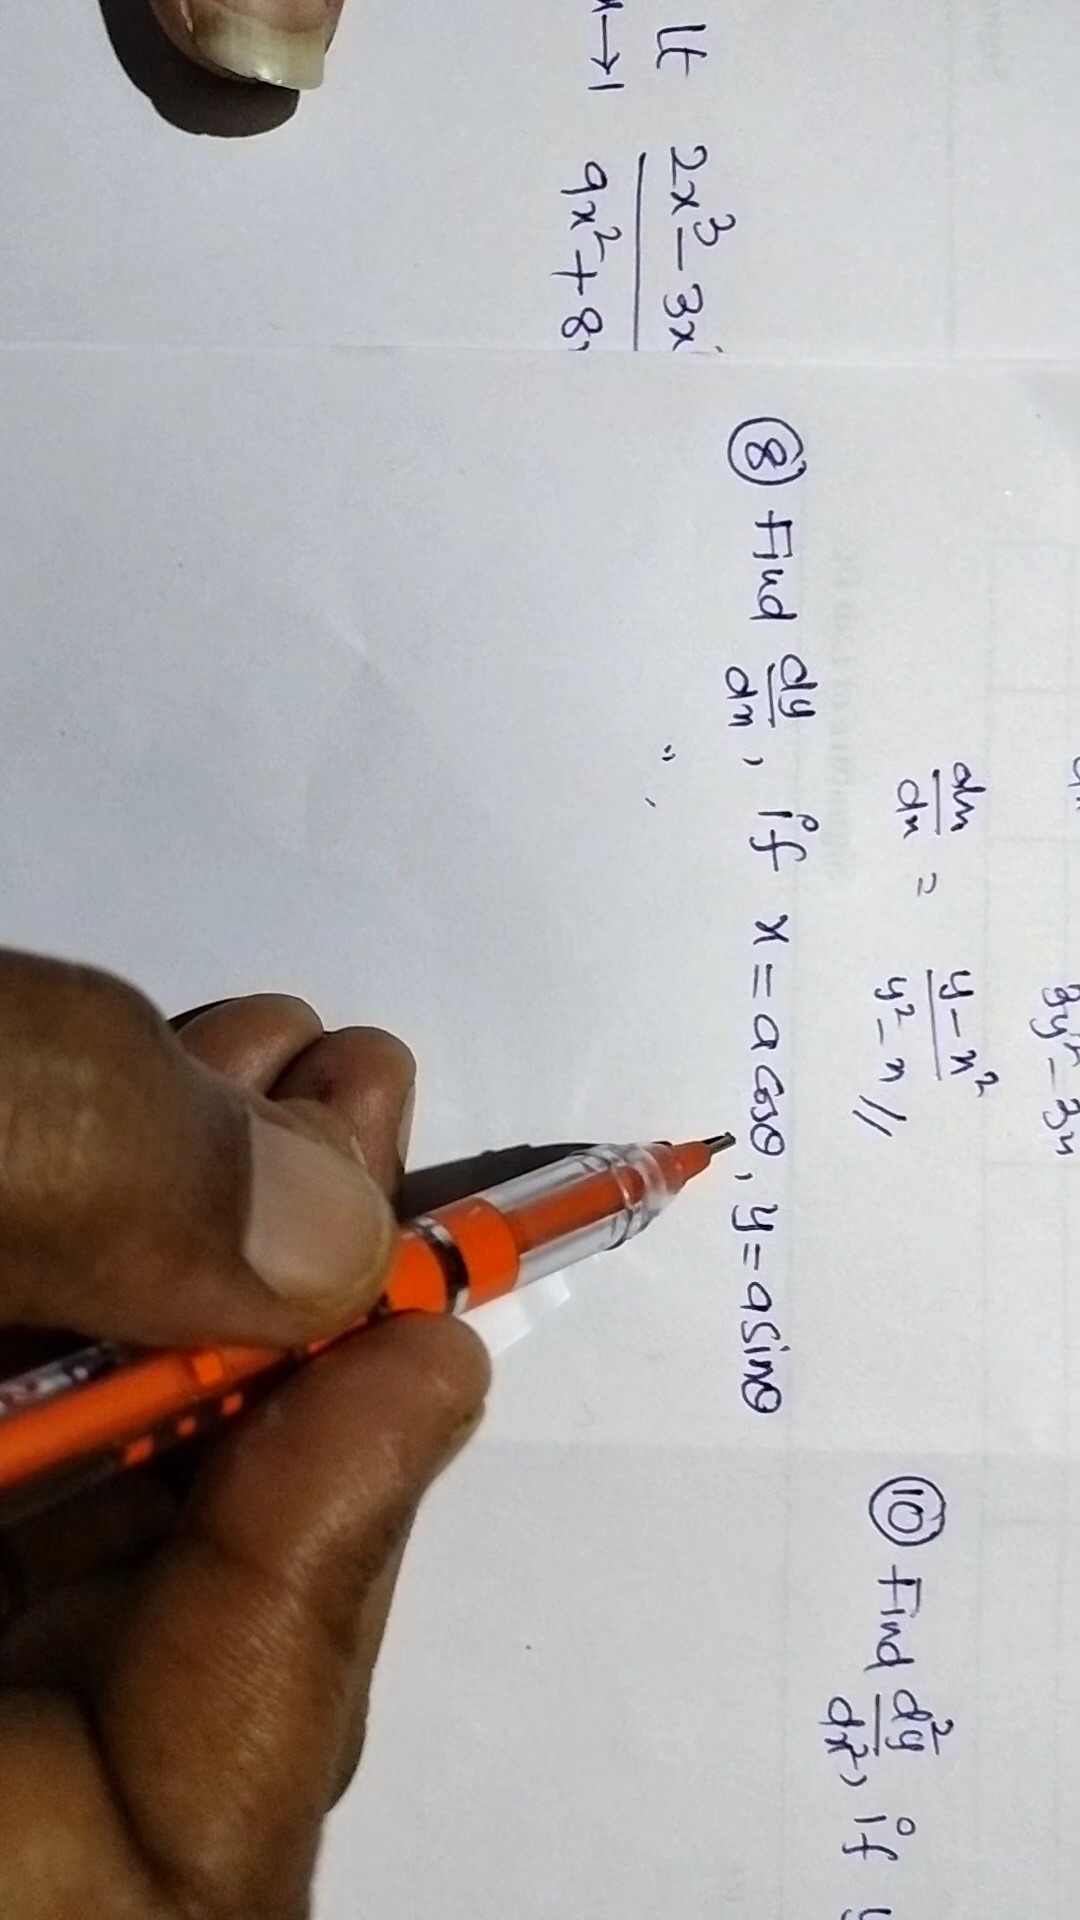 Lt 2x³ - 3x
x→1 9x² + 8
3y² - 3x
dy/dx = y - x² / y² - x //
⑧ Find dy/dx, if x = a cosθ, y = a sinθ
⑩ Find d²y/dx², if y